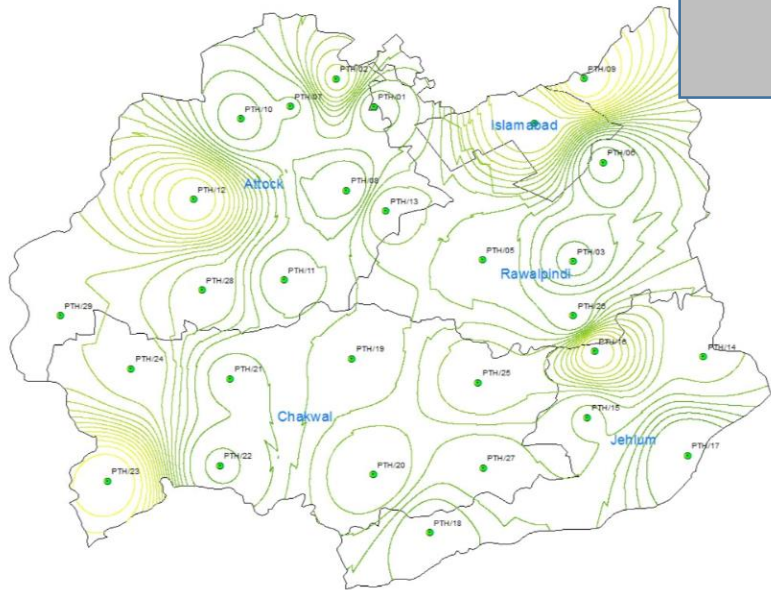 PTH/02
PTH/09
PTH/07
PTH/01
PTH/10
Islamabad
PTH/06
Attock
PTH/08
PTH/12
PTH/13
PTH/05
PTH/03
Rawalpindi
PTH/11
PTH/28
PTH/29
PTH/26
PTH/16
PTH/14
PTH/19
PTH/24
PTH/21
PTH/25
Chakwal
PTH/15
Jehlum
PTH/17
PTH/22
PTH/23
PTH/20
PTH/27
PTH/18